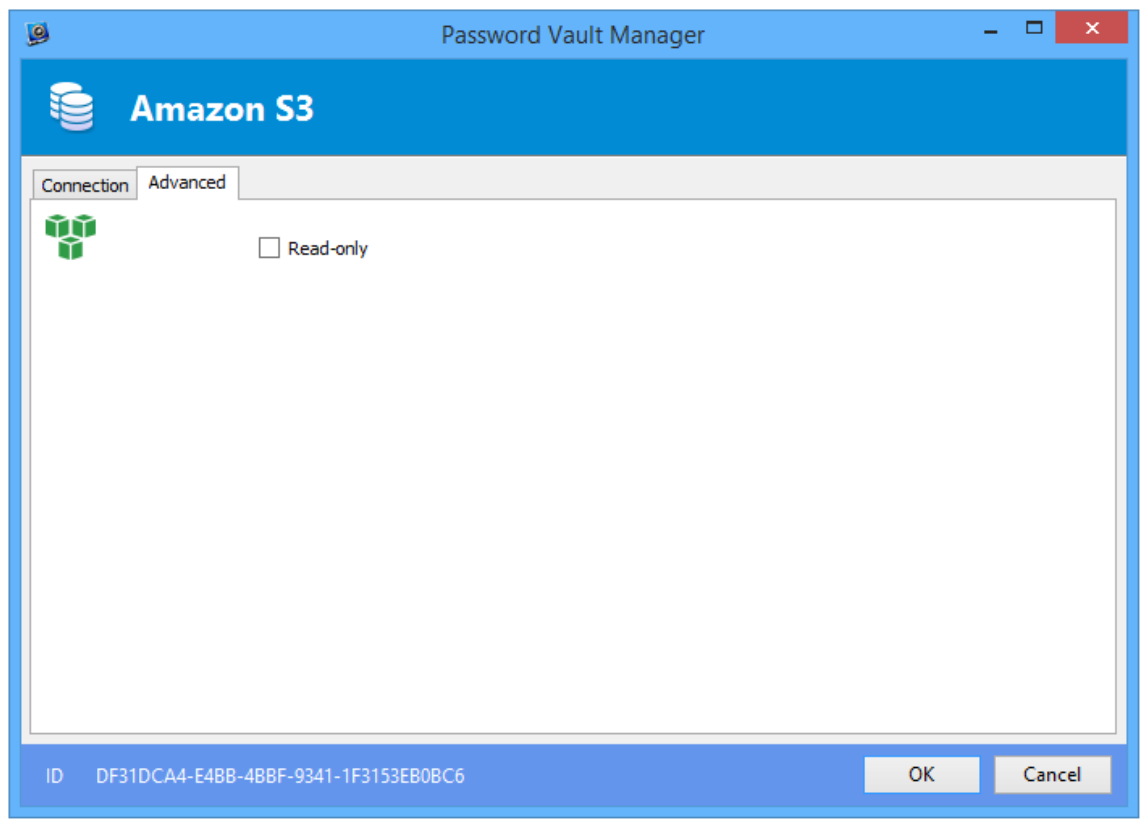 Password Vault Manager
Amazon S3
Connection Advanced
Read-only
ID DF31DCA4-E4BB-4BBF-9341-1F3153EB0BC6 OK Cancel